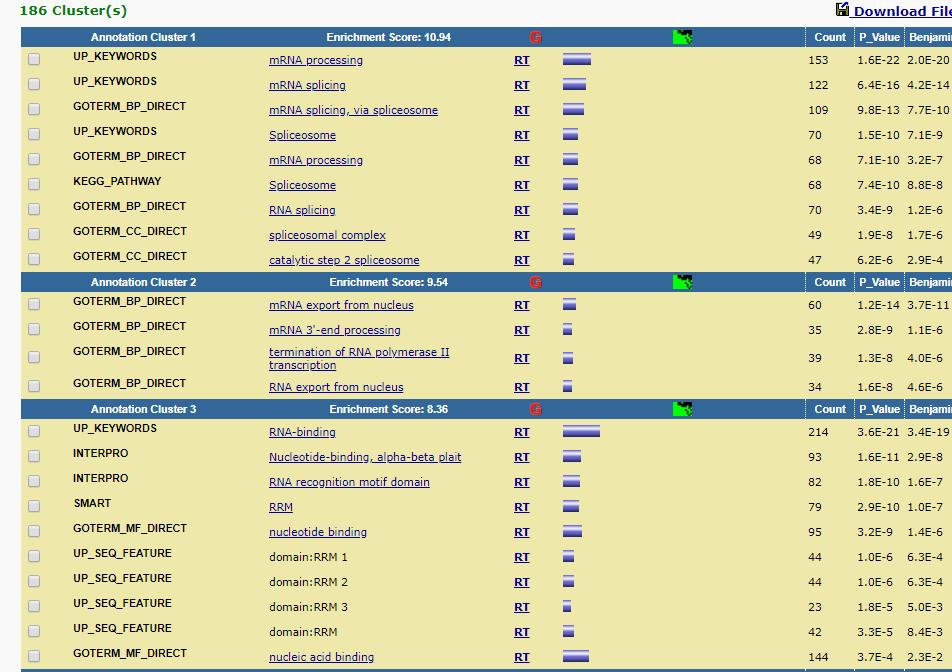 186 Cluster(s) Download File
Annotation Cluster 1 Enrichment Score: 10.94 G Count P_Value Benjamini
UP_KEYWORDS mRNA processing RT 153 1.6E-22 2.0E-20
UP_KEYWORDS mRNA splicing RT 122 6.4E-16 4.2E-14
GOTERM_BP_DIRECT mRNA splicing, via spliceosome RT 109 9.8E-13 7.7E-10
UP_KEYWORDS Spliceosome RT 70 1.5E-10 7.1E-9
GOTERM_BP_DIRECT mRNA processing RT 68 7.1E-10 3.2E-7
KEGG_PATHWAY Spliceosome RT 68 7.4E-10 8.8E-8
GOTERM_BP_DIRECT RNA splicing RT 70 3.4E-9 1.2E-6
GOTERM_CC_DIRECT spliceosomal complex RT 49 1.9E-8 1.7E-6
GOTERM_CC_DIRECT catalytic step 2 spliceosome RT 47 6.2E-6 2.9E-4
Annotation Cluster 2 Enrichment Score: 9.54 G Count P_Value Benjamini
GOTERM_BP_DIRECT mRNA export from nucleus RT 60 1.2E-14 3.7E-11
GOTERM_BP_DIRECT mRNA 3'-end processing RT 35 2.8E-9 1.1E-6
GOTERM_BP_DIRECT termination of RNA polymerase II RT 39 1.3E-8 4.0E-6
transcription
GOTERM_BP_DIRECT RNA export from nucleus RT 34 1.6E-8 4.6E-6
Annotation Cluster 3 Enrichment Score: 8.36 G Count P_Value Benjamini
UP_KEYWORDS RNA-binding RT 214 3.6E-21 3.4E-19
INTERPRO Nucleotide-binding, alpha-beta plait RT 93 1.6E-11 2.9E-8
INTERPRO RNA recognition motif domain RT 82 1.8E-10 1.6E-7
SMART RRM RT 79 2.9E-10 1.0E-7
GOTERM_MF_DIRECT nucleotide binding RT 95 3.2E-9 1.4E-6
UP_SEQ_FEATURE domain:RRM 1 RT 44 1.0E-6 6.3E-4
UP_SEQ_FEATURE domain:RRM 2 RT 44 1.0E-6 6.3E-4
UP_SEQ_FEATURE domain:RRM 3 RT 23 1.8E-5 5.0E-3
UP_SEQ_FEATURE domain:RRM RT 42 3.3E-5 8.4E-3
GOTERM_MF_DIRECT nucleic acid binding RT 144 3.7E-4 2.3E-2